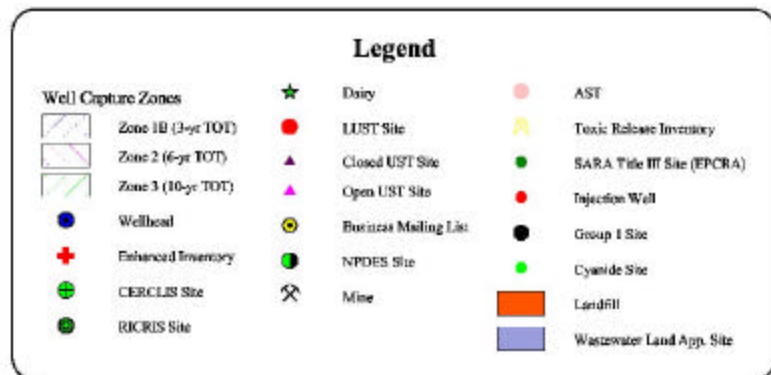 Legend
Well Capture Zones
Zone 1B (3-yr TOT)
Zone 2 (6-yr TOT)
Zone 3 (10-yr TOT)
Wellhead
Enhanced Inventory
CERCLIS Site
RICRIS Site
Dairy
LUST Site
Closed UST Site
Open UST Site
Business Mailing List
NPDES Site
Mine
AST
Toxic Release Inventory
SARA Title III Site (EPCRA)
Injection Well
Group 1 Site
Cyanide Site
Landfill
Wastewater Land App. Site